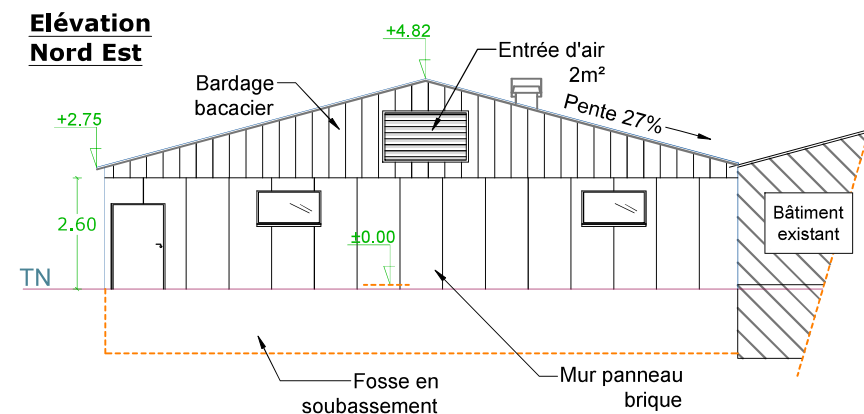 Elévation
Nord Est
+4.82
Entrée d'air
2m²
Bardage
bacacier
Pente 27%
+2.75
2.60
±0.00
Bâtiment
existant
TN
Fosse en
soubassement
Mur panneau
brique